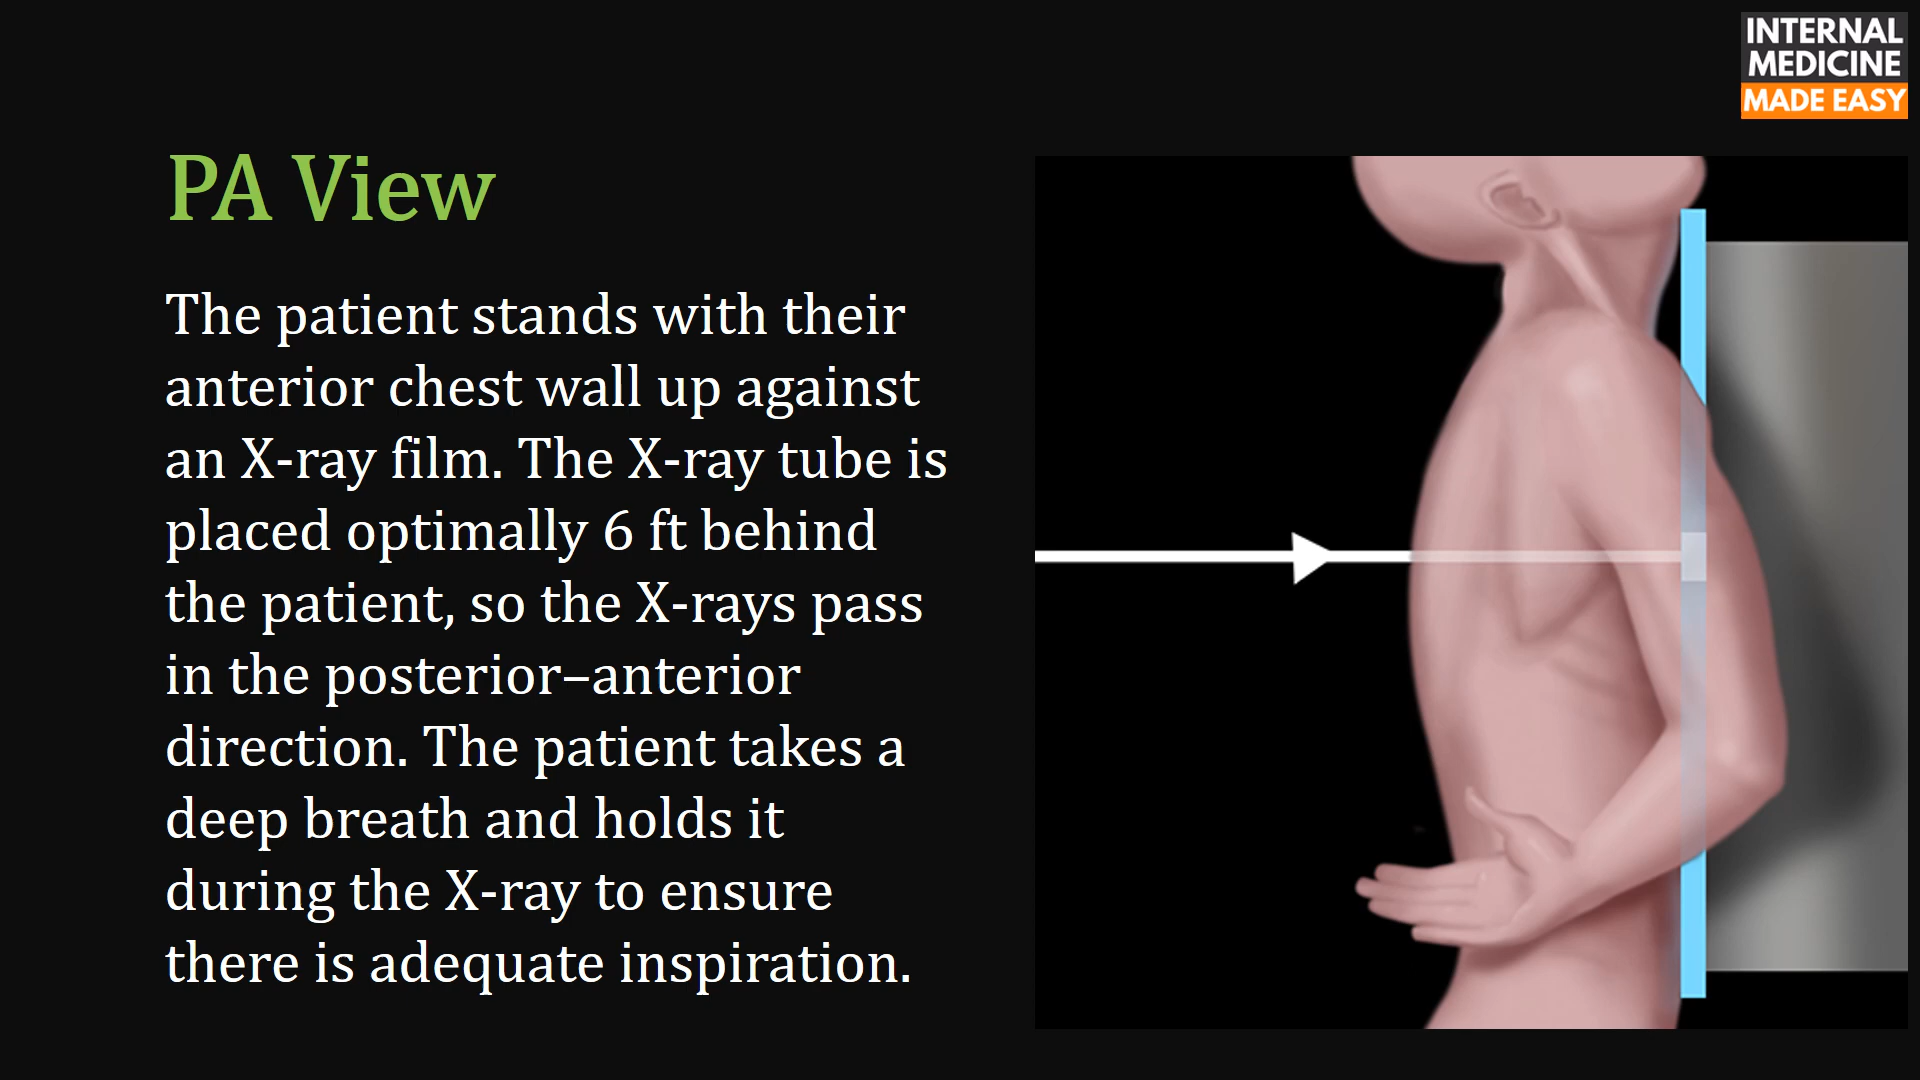 INTERNAL
MEDICINE
MADE EASY
PA View
The patient stands with their
anterior chest wall up against
an X-ray film. The X-ray tube is
placed optimally 6 ft behind
the patient, so the X-rays pass
in the posterior–anterior
direction. The patient takes a
deep breath and holds it
during the X-ray to ensure
there is adequate inspiration.